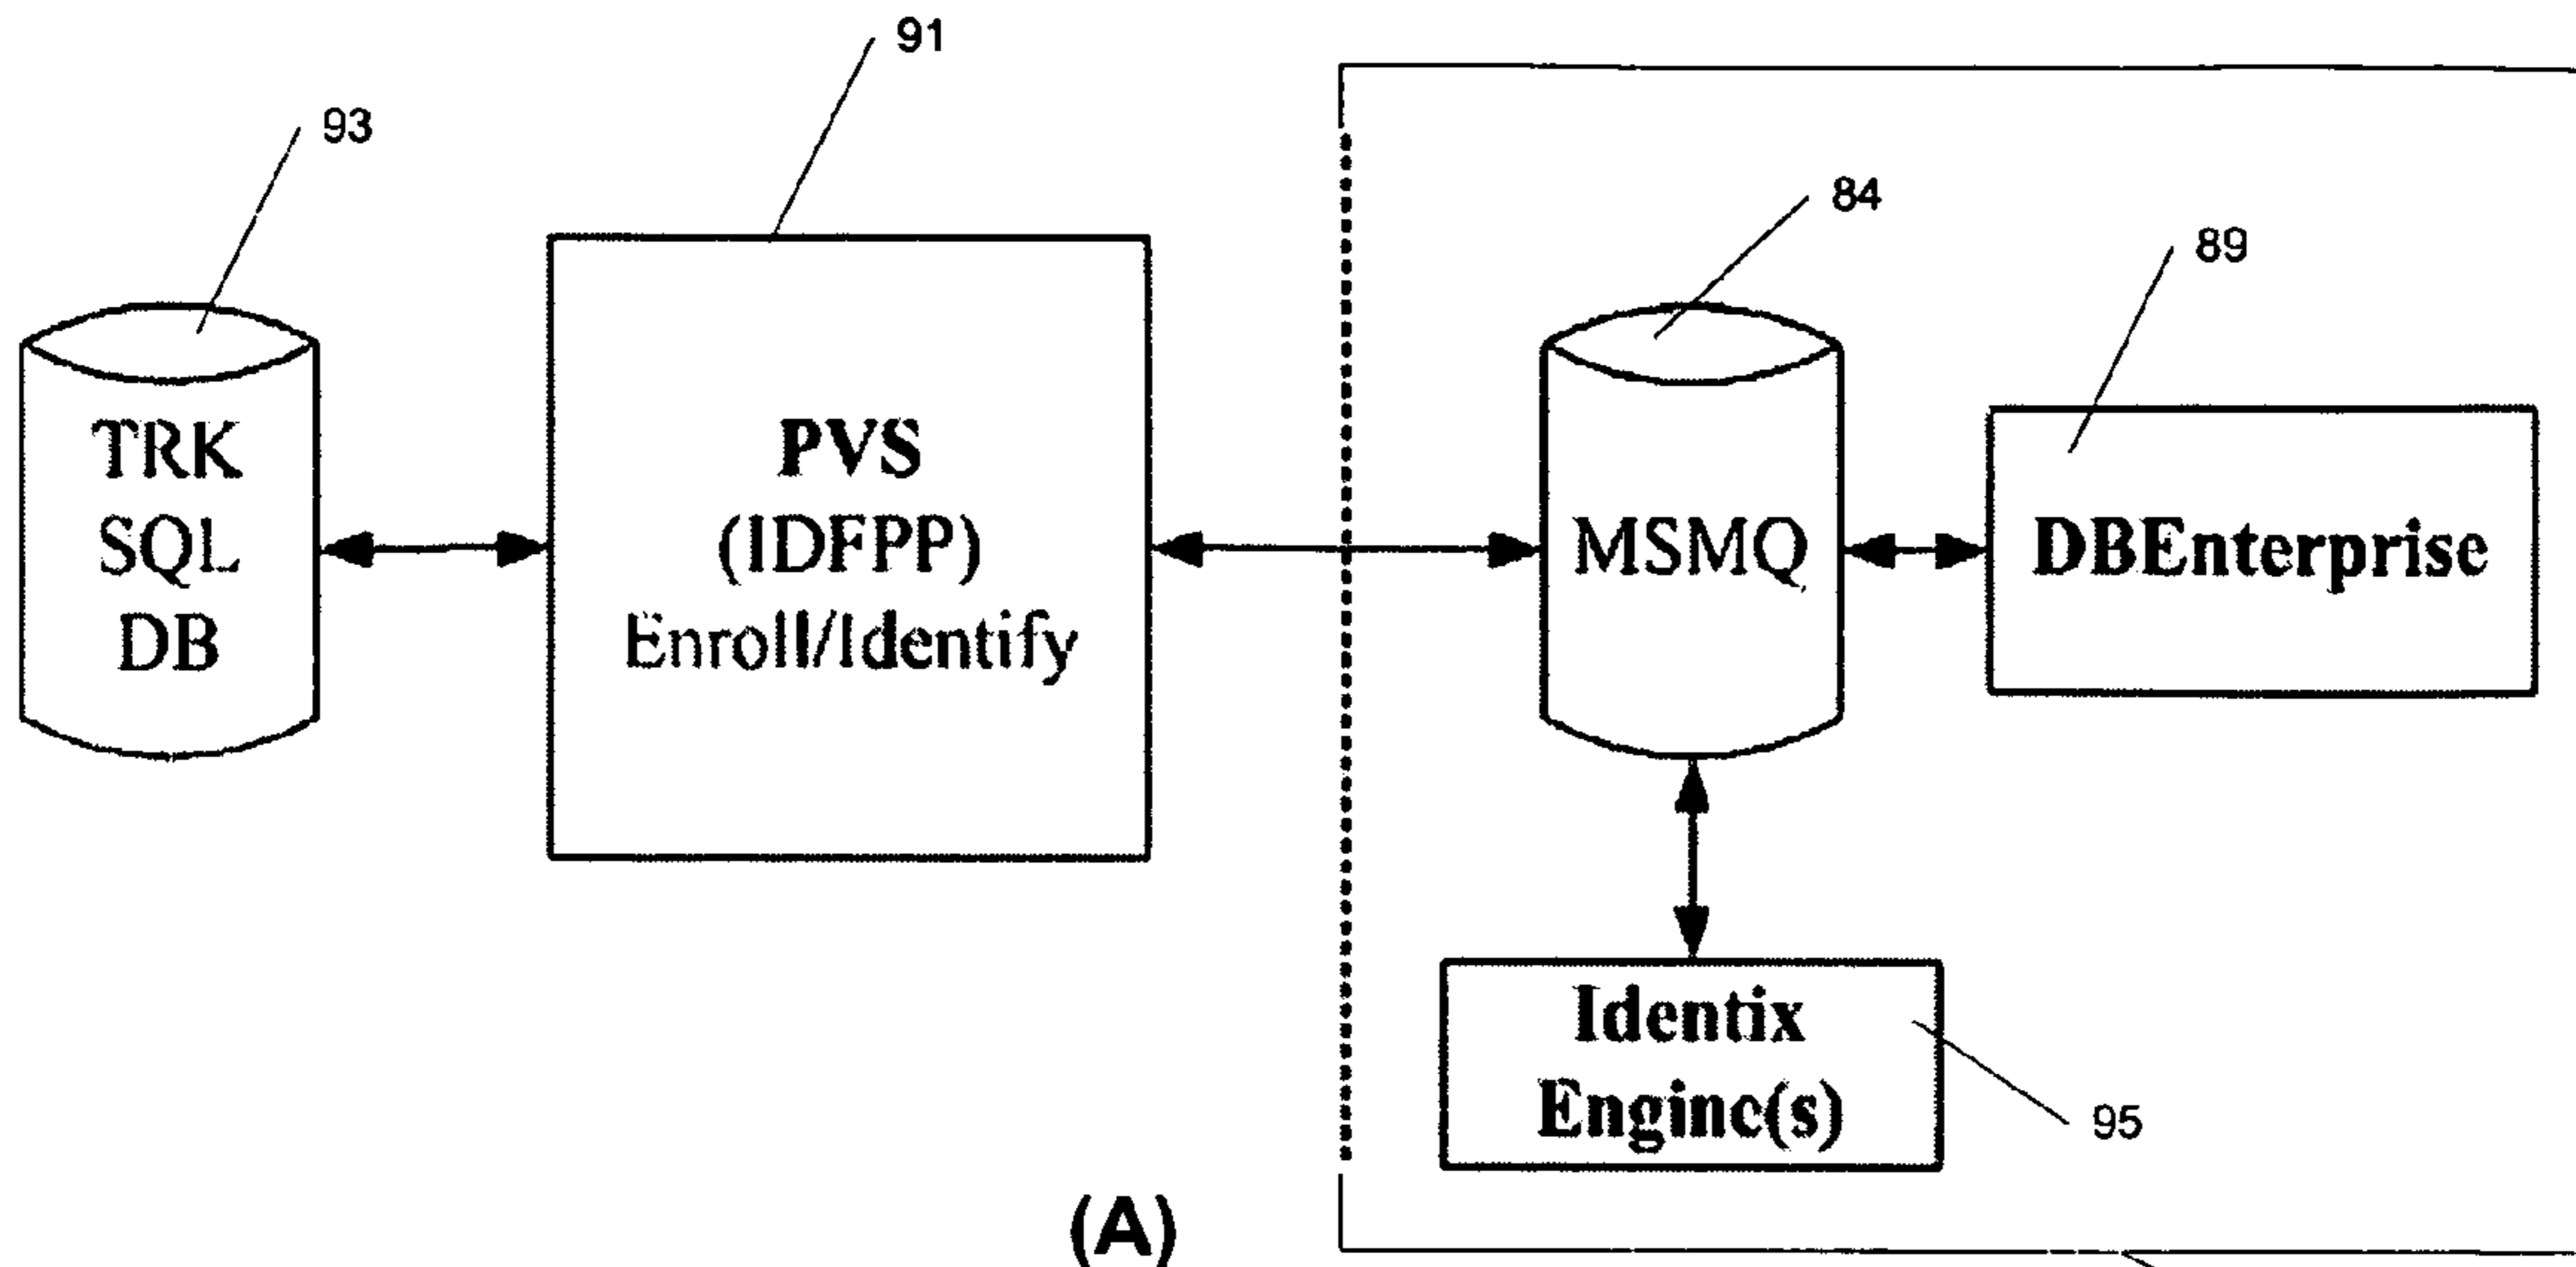 91
93
84
89
TRK
SQL
DB
PVS
(IDFPP)
Enroll/Identify
MSMQ
DBEnterprise
Identix
Engine(s)
95
(A)